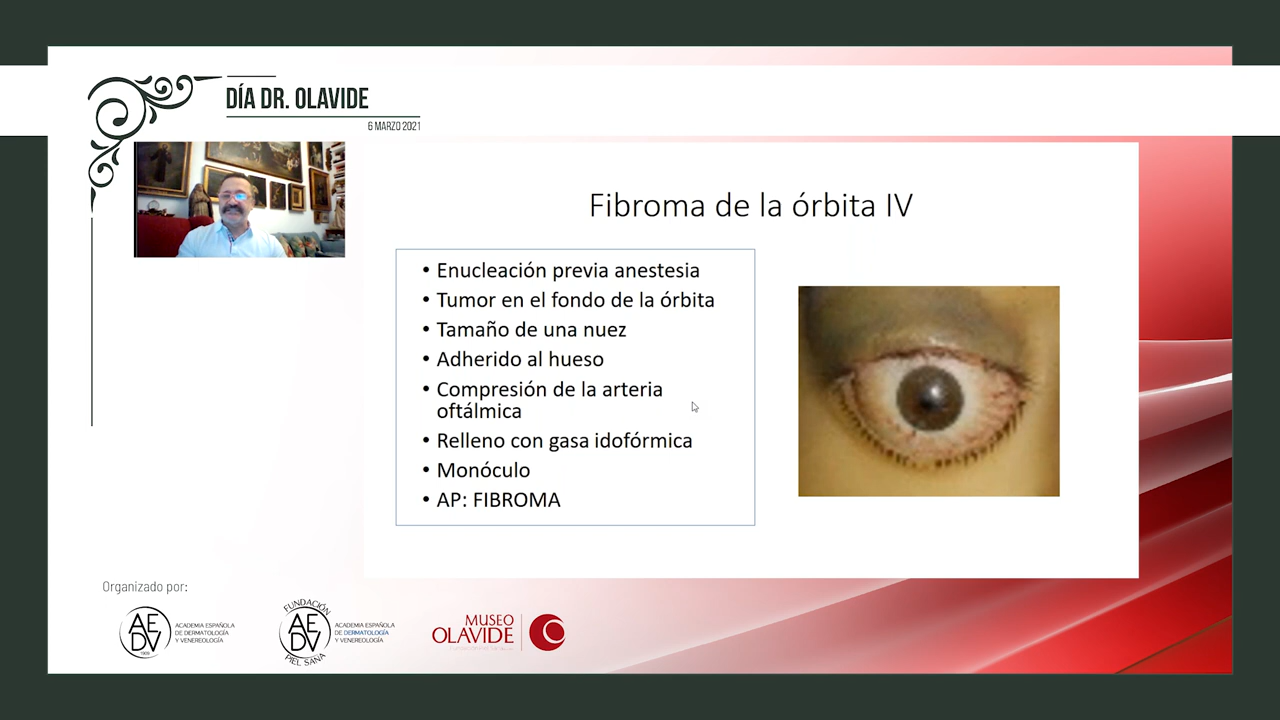 DÍA DR. OLAVIDE
6 MARZO 2021
Fibroma de la órbita IV
• Enucleación previa anestesia
• Tumor en el fondo de la órbita
• Tamaño de una nuez
• Adherido al hueso
• Compresión de la arteria
oftálmica
• Relleno con gasa idofórmica
• Monóculo
• AP: FIBROMA
Organizado por:
AEDV
ACADEMIA ESPAÑOLA
DE DERMATOLOGÍA
Y VENEREOLOGÍA
FUNDACIÓN
AEDV
PIEL SANA
ACADEMIA ESPAÑOLA
DE DERMATOLOGÍA
Y VENEREOLOGÍA
MUSEO
OLAVIDE